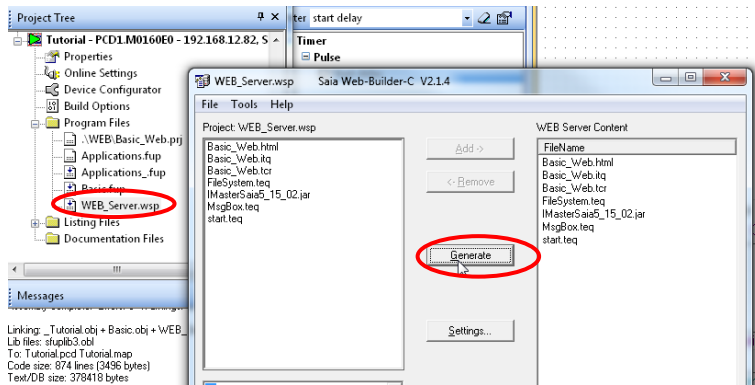 Project Tree
ter start delay
Tutorial - PCD1.M0160E0 - 192.168.12.82, S
Timer
Pulse
Properties
Online Settings
Device Configurator
Build Options
Program Files
.\WEB\Basic_Web.prj
Applications.fup
Applications_.fup
Basic.fup
WEB_Server.wsp
Listing Files
Documentation Files
WEB_Server.wsp Saia Web-Builder-C V2.1.4
File Tools Help
Project: WEB_Server.wsp
WEB Server Content
Basic_Web.html
Basic_Web.itq
Basic_Web.tcr
FileSystem.teq
IMasterSaia5_15_02.jar
MsgBox.teq
start.teq
Add ->
<- Remove
Generate
Settings...
FileName
Basic_Web.html
Basic_Web.itq
Basic_Web.tcr
FileSystem.teq
IMasterSaia5_15_02.jar
MsgBox.teq
start.teq
Messages
Linking: _Tutorial.obj + Basic.obj + WEB_
Lib files: sfuplib3.obl
To: Tutorial.pcd Tutorial.map
Code size: 874 lines (3496 bytes)
Text/DB size: 378418 bytes